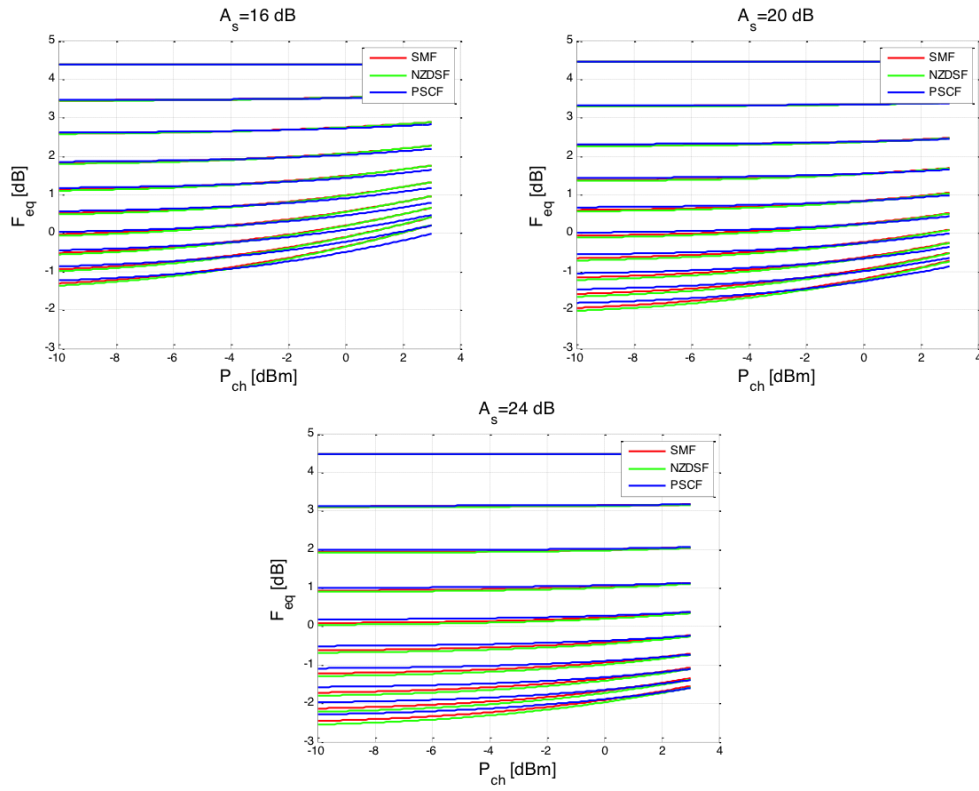 A_s=16 dB
5
4
3
2
1
0
-1
-2
-3
F_eq [dB]
SMF
NZDSF
PSCF
-10
-8
-6
-4
-2
0
2
4
P_ch [dBm]
A_s=20 dB
5
4
3
2
1
0
-1
-2
-3
F_eq [dB]
SMF
NZDSF
PSCF
-10
-8
-6
-4
-2
0
2
4
P_ch [dBm]
A_s=24 dB
5
4
3
2
1
0
-1
-2
-3
F_eq [dB]
SMF
NZDSF
PSCF
-10
-8
-6
-4
-2
0
2
4
P_ch [dBm]